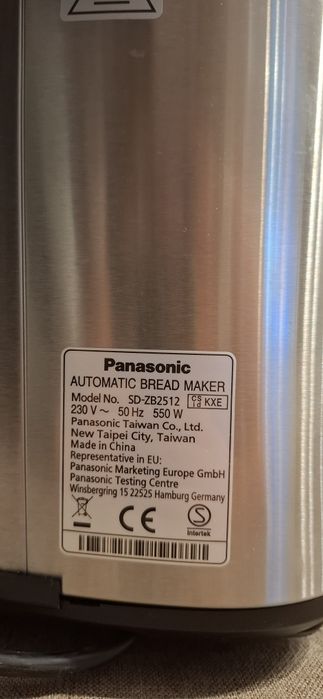 Panasonic
AUTOMATIC BREAD MAKER
Model No. SD-ZB2512 CS Id KXE
230 V ~ 50 Hz 550 W
Panasonic Taiwan Co., Ltd.
New Taipei City, Taiwan
Made in China
Representative in EU:
Panasonic Marketing Europe GmbH
Panasonic Testing Centre
Winsbergring 15 22525 Hamburg Germany
CE S
Intertek